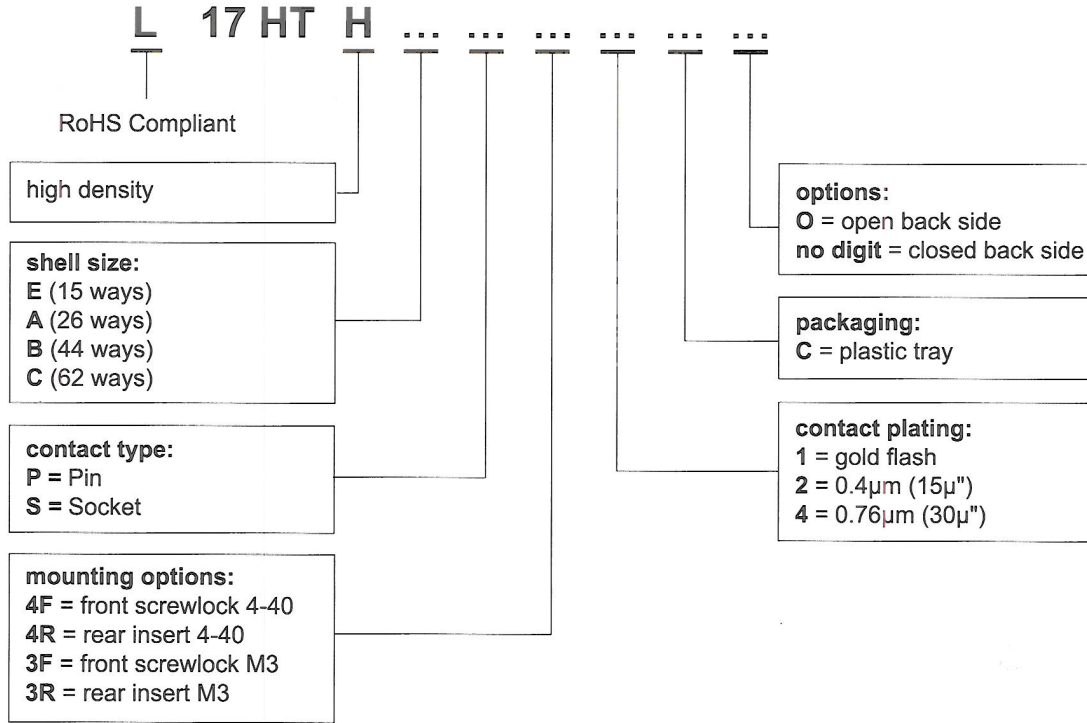 L 17 HT H ... ... ... ... ... ...
RoHS Compliant
high density
shell size:
E (15 ways)
A (26 ways)
B (44 ways)
C (62 ways)
contact type:
P = Pin
S = Socket
mounting options:
4F = front screwlock 4-40
4R = rear insert 4-40
3F = front screwlock M3
3R = rear insert M3
options:
O = open back side
no digit = closed back side
packaging:
C = plastic tray
contact plating:
1 = gold flash
2 = 0.4µm (15µ")
4 = 0.76µm (30µ")